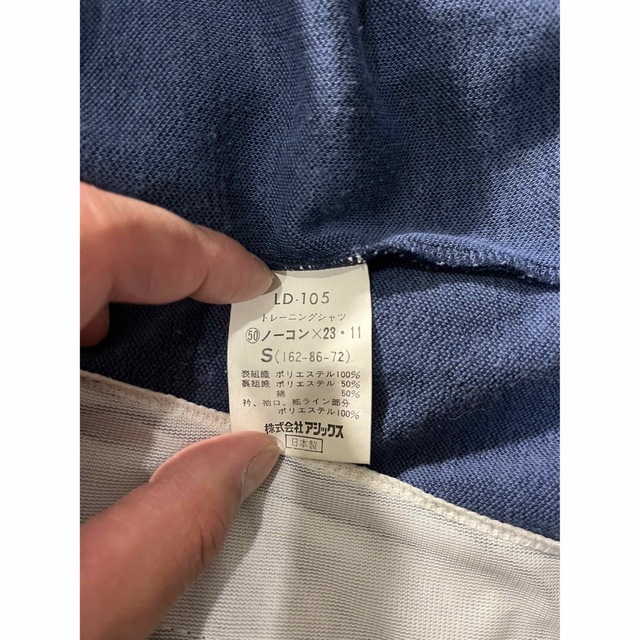 LD-105
トレーニングシャツ
㊿ノーコン×23・11
S(162-86-72)
表組織 ポリエステル100%
裏組織 ポリエステル 50%
綿 50%
衿、袖口、裾ライン部分
ポリエステル100%
株式会社アシックス
日本製